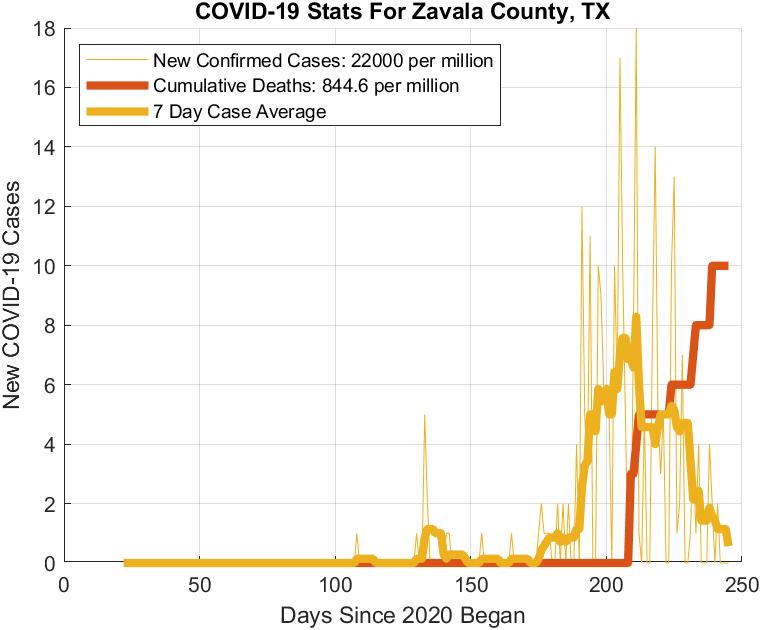 COVID-19 Stats For Zavala County, TX
New Confirmed Cases: 22000 per million
Cumulative Deaths: 844.6 per million
7 Day Case Average
New COVID-19 Cases
18
16
14
12
10
8
6
4
2
0
0 50 100 150 200 250
Days Since 2020 Began